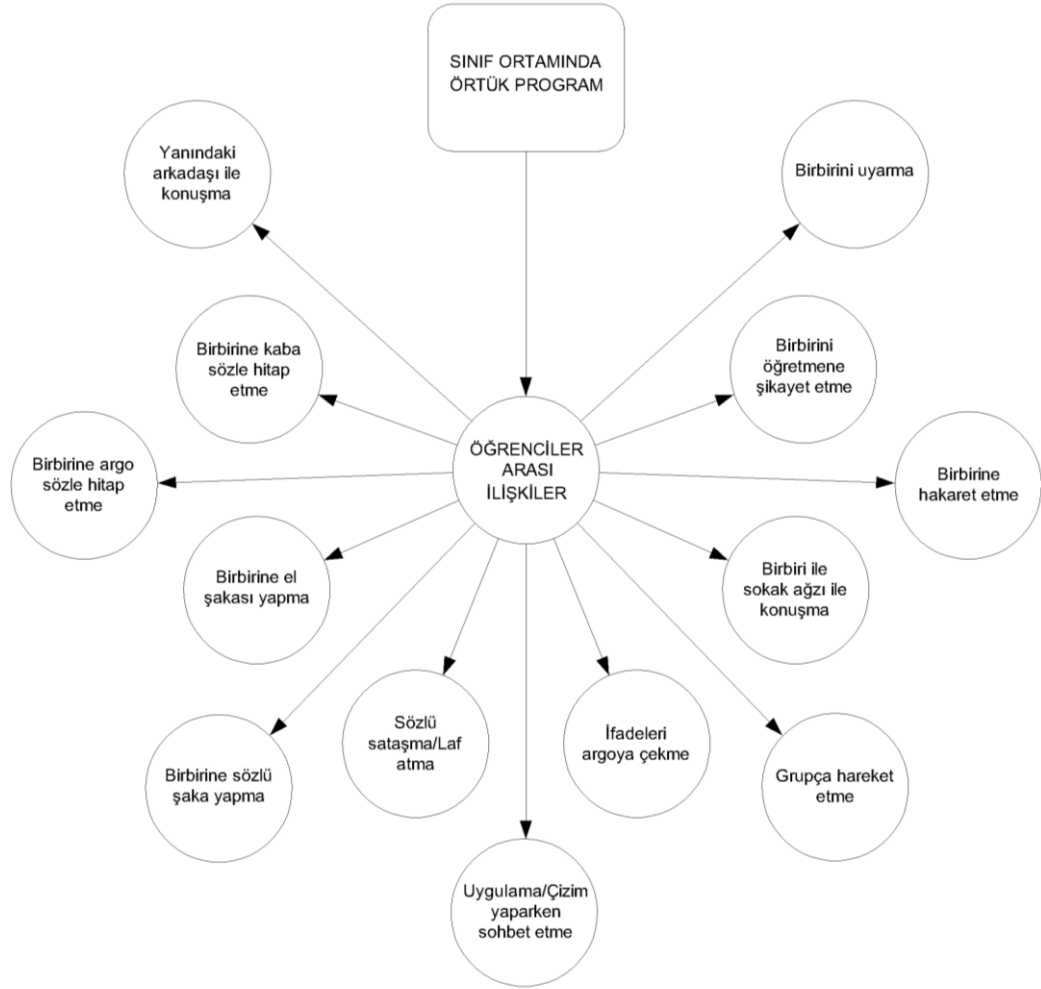 SINIF ORTAMINDA
ÖRTÜK PROGRAM
Yanındaki
arkadaşı ile
konuşma
Birbirini uyarma
Birbirine kaba
sözle hitap
etme
Birbirini
öğretmene
şikayet etme
ÖĞRENCİLER
ARASI
İLİŞKİLER
Birbirine argo
sözle hitap
etme
Birbirine
hakaret etme
Birbirine el
şakası yapma
Birbiri ile
sokak ağzı ile
konuşma
Birbirine sözlü
şaka yapma
Sözlü
sataşma/Laf
atma
İfadeleri
argoya çekme
Grupça hareket
etme
Uygulama/Çizim
yaparken
sohbet etme